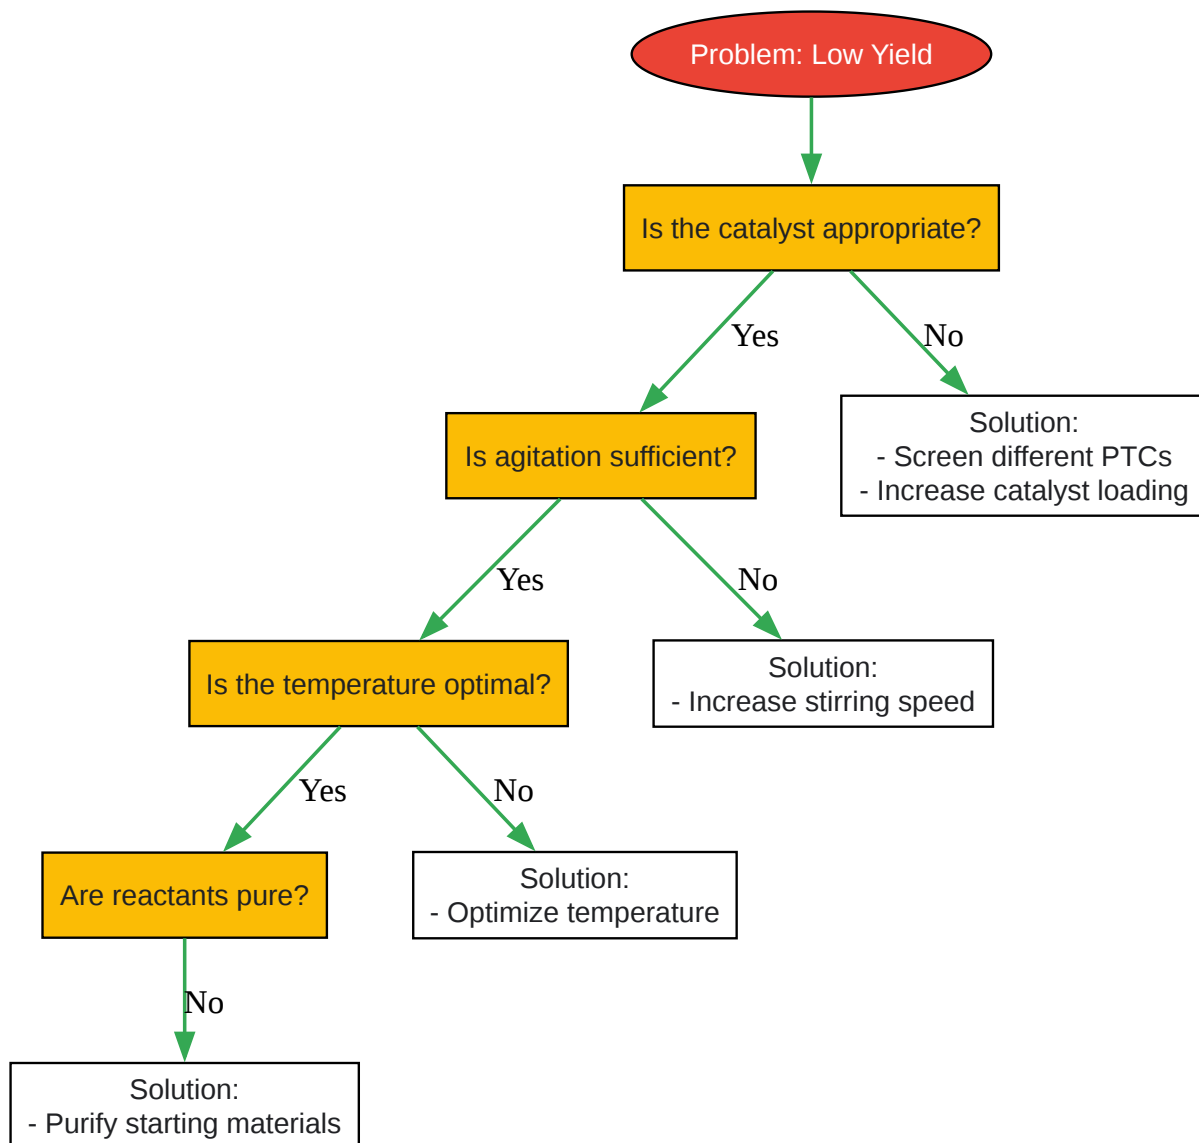 Problem: Low Yield
Is the catalyst appropriate?
Yes
No
Solution:
- Screen different PTCs
- Increase catalyst loading
Is agitation sufficient?
Yes
No
Solution:
- Increase stirring speed
Is the temperature optimal?
Yes
No
Solution:
- Optimize temperature
Are reactants pure?
No
Solution:
- Purify starting materials